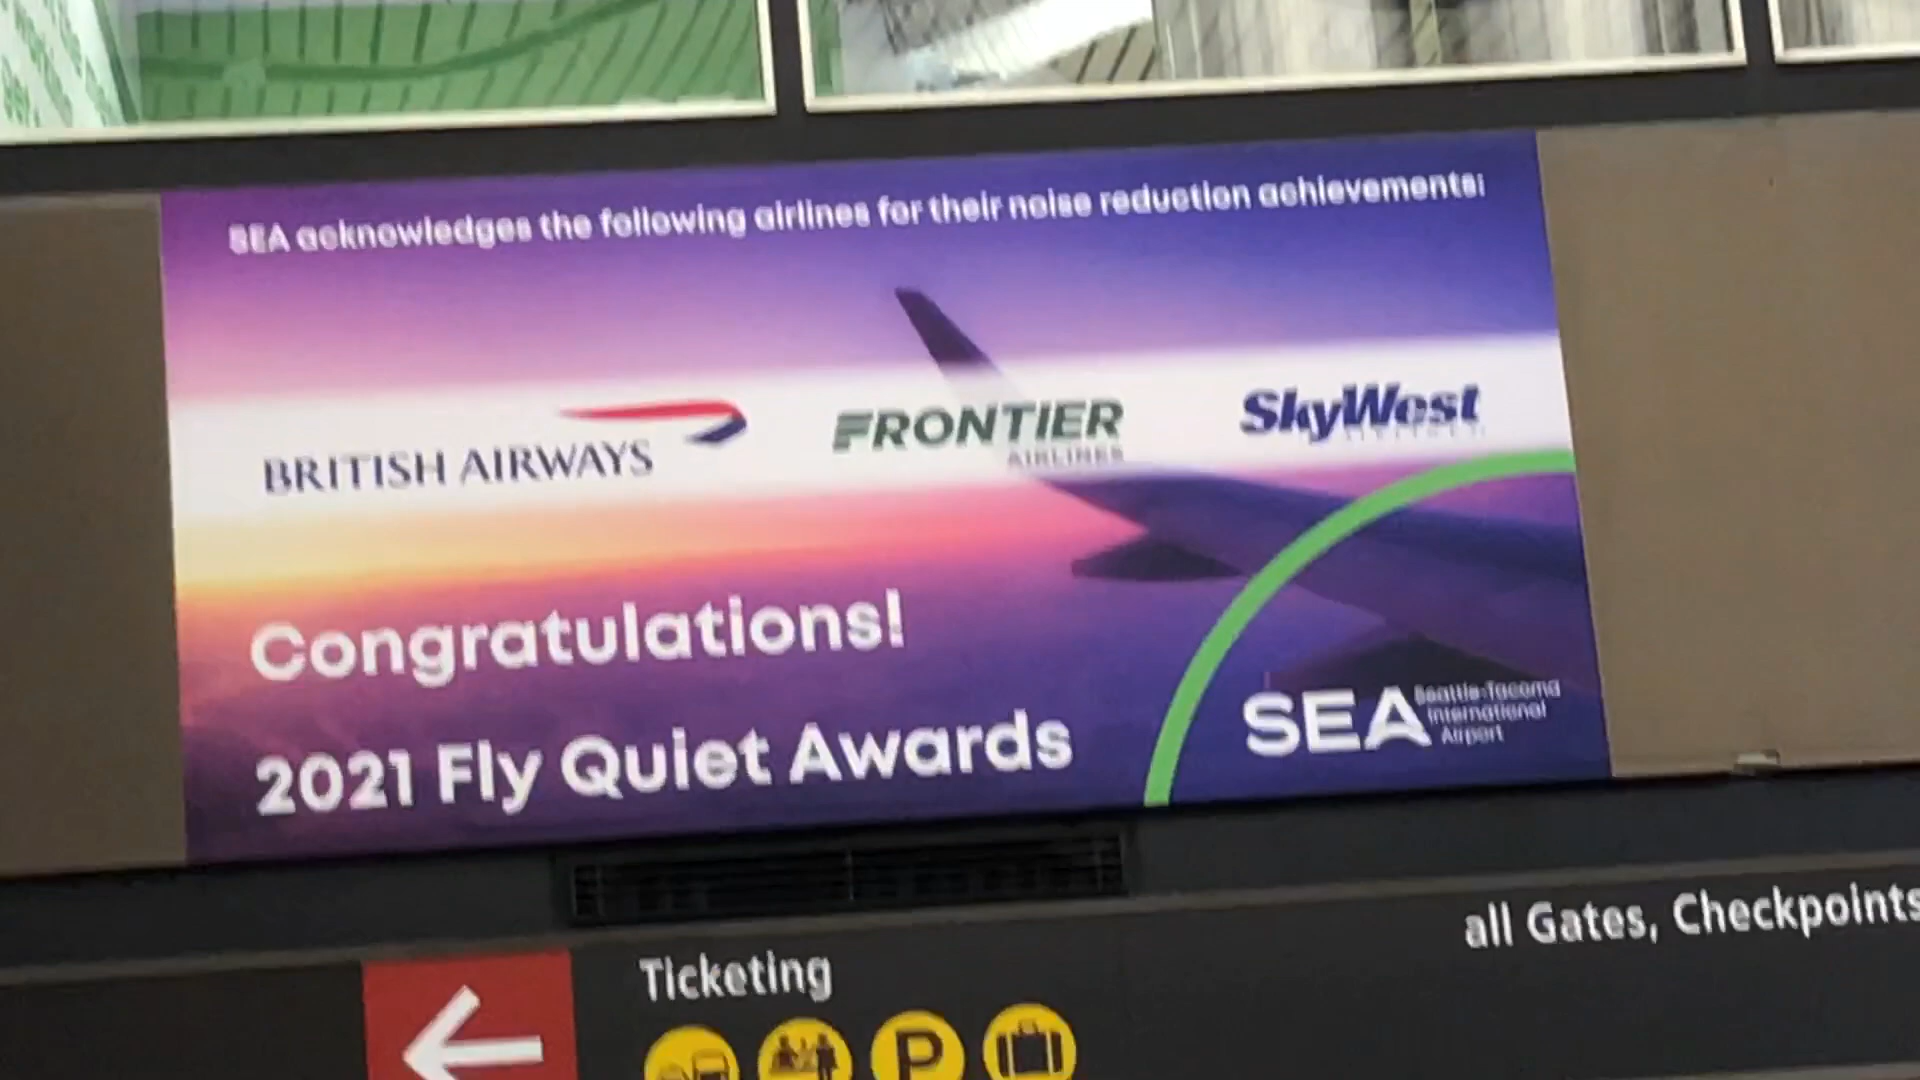 SEA acknowledges the following airlines for their noise reduction achievements:
BRITISH AIRWAYS
FRONTIER
AIRLINES
SkyWest
Congratulations!
2021 Fly Quiet Awards
SEA
Seattle-Tacoma
International
Airport
all Gates, Checkpoints
Ticketing
P